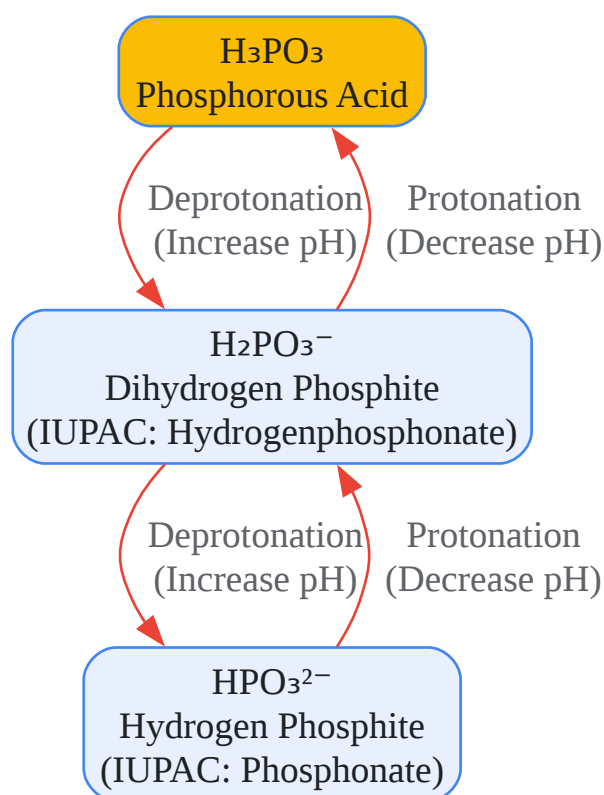 H₃PO₃
Phosphorous Acid
Deprotonation
(Increase pH)
Protonation
(Decrease pH)
H₂PO₃⁻
Dihydrogen Phosphite
(IUPAC: Hydrogenphosphonate)
Deprotonation
(Increase pH)
Protonation
(Decrease pH)
HPO₃²⁻
Hydrogen Phosphite
(IUPAC: Phosphonate)